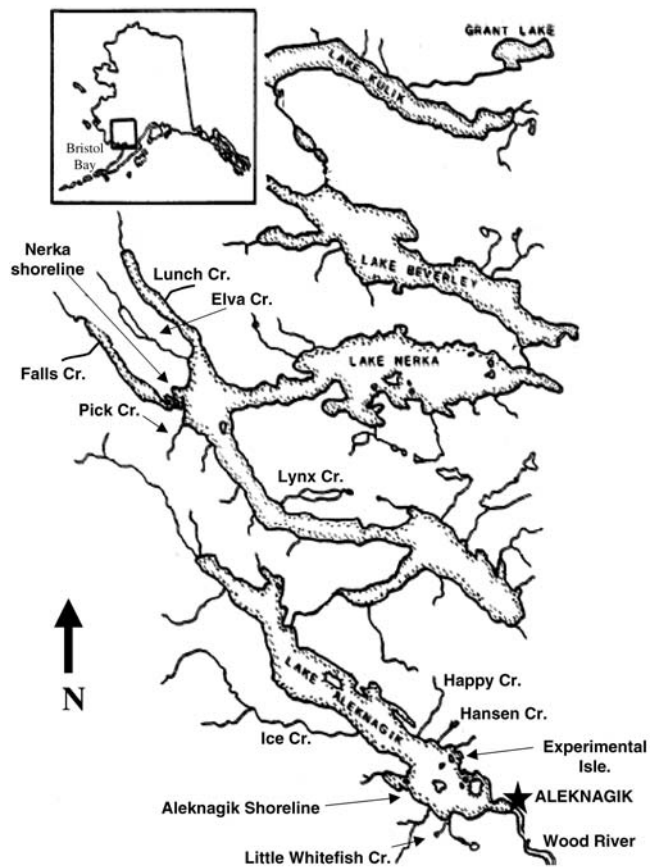 GRANT LAKE
LAKE KULIK
Bristol
Bay
Nerka
shoreline
Lunch Cr.
LAKE BEVERLEY
Elva Cr.
LAKE NERKA
Falls Cr.
Pick Cr.
Lynx Cr.
N
LAKE ALEKNAGIK
Happy Cr.
Hansen Cr.
Ice Cr.
Experimental
Isle.
Aleknagik Shoreline
ALEKNAGIK
Wood River
Little Whitefish Cr.